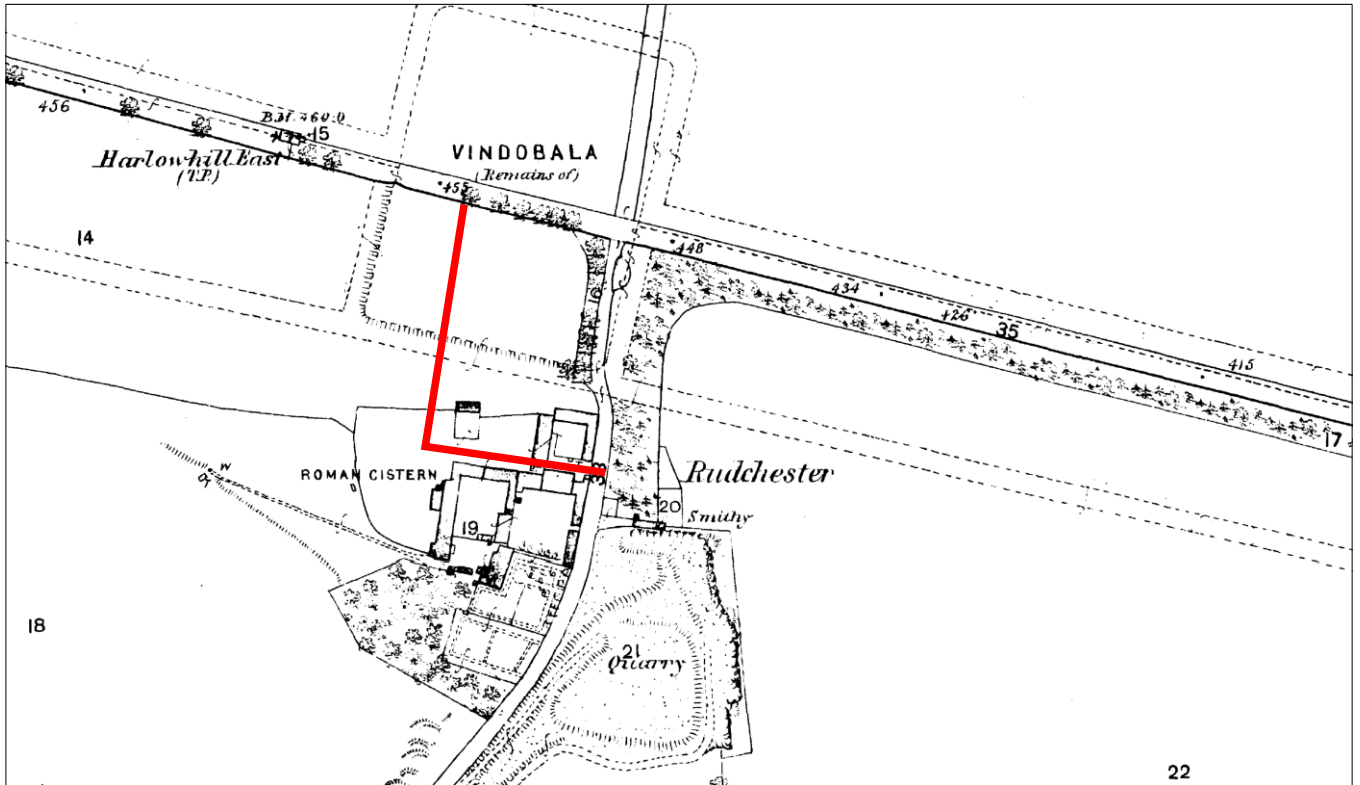 456
B.M. 460.0
15
Harlowhill East
(T.P.)
VINDOBALA
(Remains of)
455
14
16
448
434
426
35
415
17
ROMAN CISTERN
W
33
Rudchester
20
Smithy
19
18
21
Quarry
22